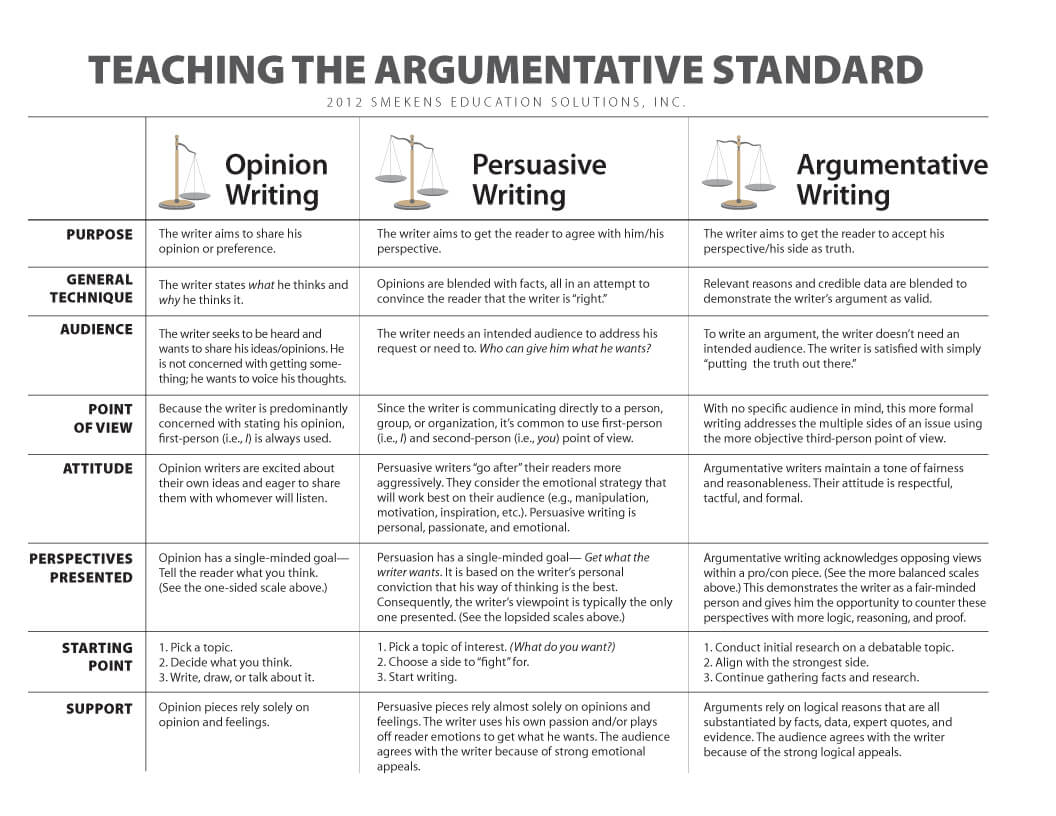 TEACHING THE ARGUMENTATIVE STANDARD
2012 SMEKENS EDUCATION SOLUTIONS, INC.
Opinion
Writing
Persuasive
Writing
Argumentative
Writing
PURPOSE
The writer aims to share his
opinion or preference.
The writer aims to get the reader to agree with him/his
perspective.
The writer aims to get the reader to accept his
perspective/his side as truth.
GENERAL
TECHNIQUE
The writer states what he thinks and
why he thinks it.
Opinions are blended with facts, all in an attempt to
convince the reader that the writer is “right.”
Relevant reasons and credible data are blended to
demonstrate the writer’s argument as valid.
AUDIENCE
The writer seeks to be heard and
wants to share his ideas/opinions. He
is not concerned with getting some-
thing; he wants to voice his thoughts.
The writer needs an intended audience to address his
request or need to. Who can give him what he wants?
To write an argument, the writer doesn’t need an
intended audience. The writer is satisfied with simply
“putting the truth out there.”
POINT
OF VIEW
Because the writer is predominantly
concerned with stating his opinion,
first-person (i.e., I) is always used.
Since the writer is communicating directly to a person,
group, or organization, it’s common to use first-person
(i.e., I) and second-person (i.e., you) point of view.
With no specific audience in mind, this more formal
writing addresses the multiple sides of an issue using
the more objective third-person point of view.
ATTITUDE
Opinion writers are excited about
their own ideas and eager to share
them with whomever will listen.
Persuasive writers “go after” their readers more
aggressively. They consider the emotional strategy that
will work best on their audience (e.g., manipulation,
motivation, inspiration, etc.). Persuasive writing is
personal, passionate, and emotional.
Argumentative writers maintain a tone of fairness
and reasonableness. Their attitude is respectful,
tactful, and formal.
PERSPECTIVES
PRESENTED
Opinion has a single-minded goal—
Tell the reader what you think.
(See the one-sided scale above.)
Persuasion has a single-minded goal— Get what the
writer wants. It is based on the writer’s personal
conviction that his way of thinking is the best.
Consequently, the writer’s viewpoint is typically the only
one presented. (See the lopsided scales above.)
Argumentative writing acknowledges opposing views
within a pro/con piece. (See the more balanced scales
above.) This demonstrates the writer as a fair-minded
person and gives him the opportunity to counter these
perspectives with more logic, reasoning, and proof.
STARTING
POINT
1. Pick a topic.
2. Decide what you think.
3. Write, draw, or talk about it.
1. Pick a topic of interest. (What do you want?)
2. Choose a side to “fight” for.
3. Start writing.
1. Conduct initial research on a debatable topic.
2. Align with the strongest side.
3. Continue gathering facts and research.
SUPPORT
Opinion pieces rely solely on
opinion and feelings.
Persuasive pieces rely almost solely on opinions and
feelings. The writer uses his own passion and/or plays
off reader emotions to get what he wants. The audience
agrees with the writer because of strong emotional
appeals.
Arguments rely on logical reasons that are all
substantiated by facts, data, expert quotes, and
evidence. The audience agrees with the writer
because of the strong logical appeals.